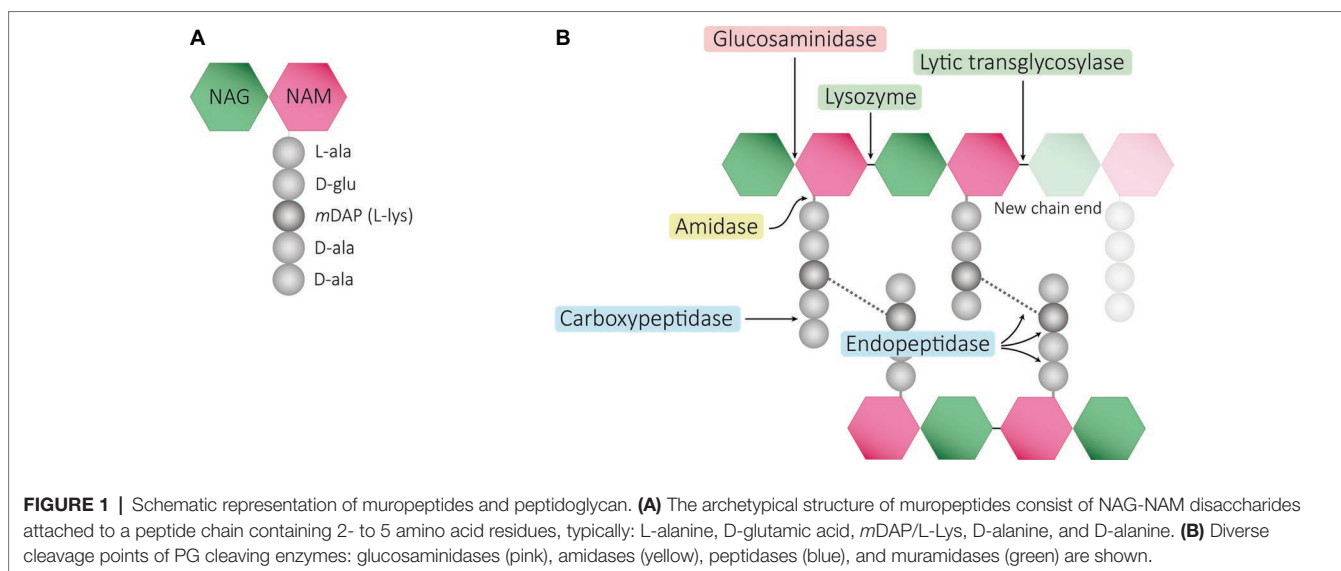 A
B
NAG
NAM
L-ala
D-glu
mDAP (L-lys)
D-ala
D-ala
Glucosaminidase
Lytic transglycosylase
Lysozyme
New chain end
Amidase
Carboxypeptidase
Endopeptidase
FIGURE 1 | Schematic representation of muropeptides and peptidoglycan. (A) The archetypical structure of muropeptides consist of NAG-NAM disaccharides
attached to a peptide chain containing 2- to 5 amino acid residues, typically: L-alanine, D-glutamic acid, mDAP/L-Lys, D-alanine, and D-alanine. (B) Diverse
cleavage points of PG cleaving enzymes: glucosaminidases (pink), amidases (yellow), peptidases (blue), and muramidases (green) are shown.